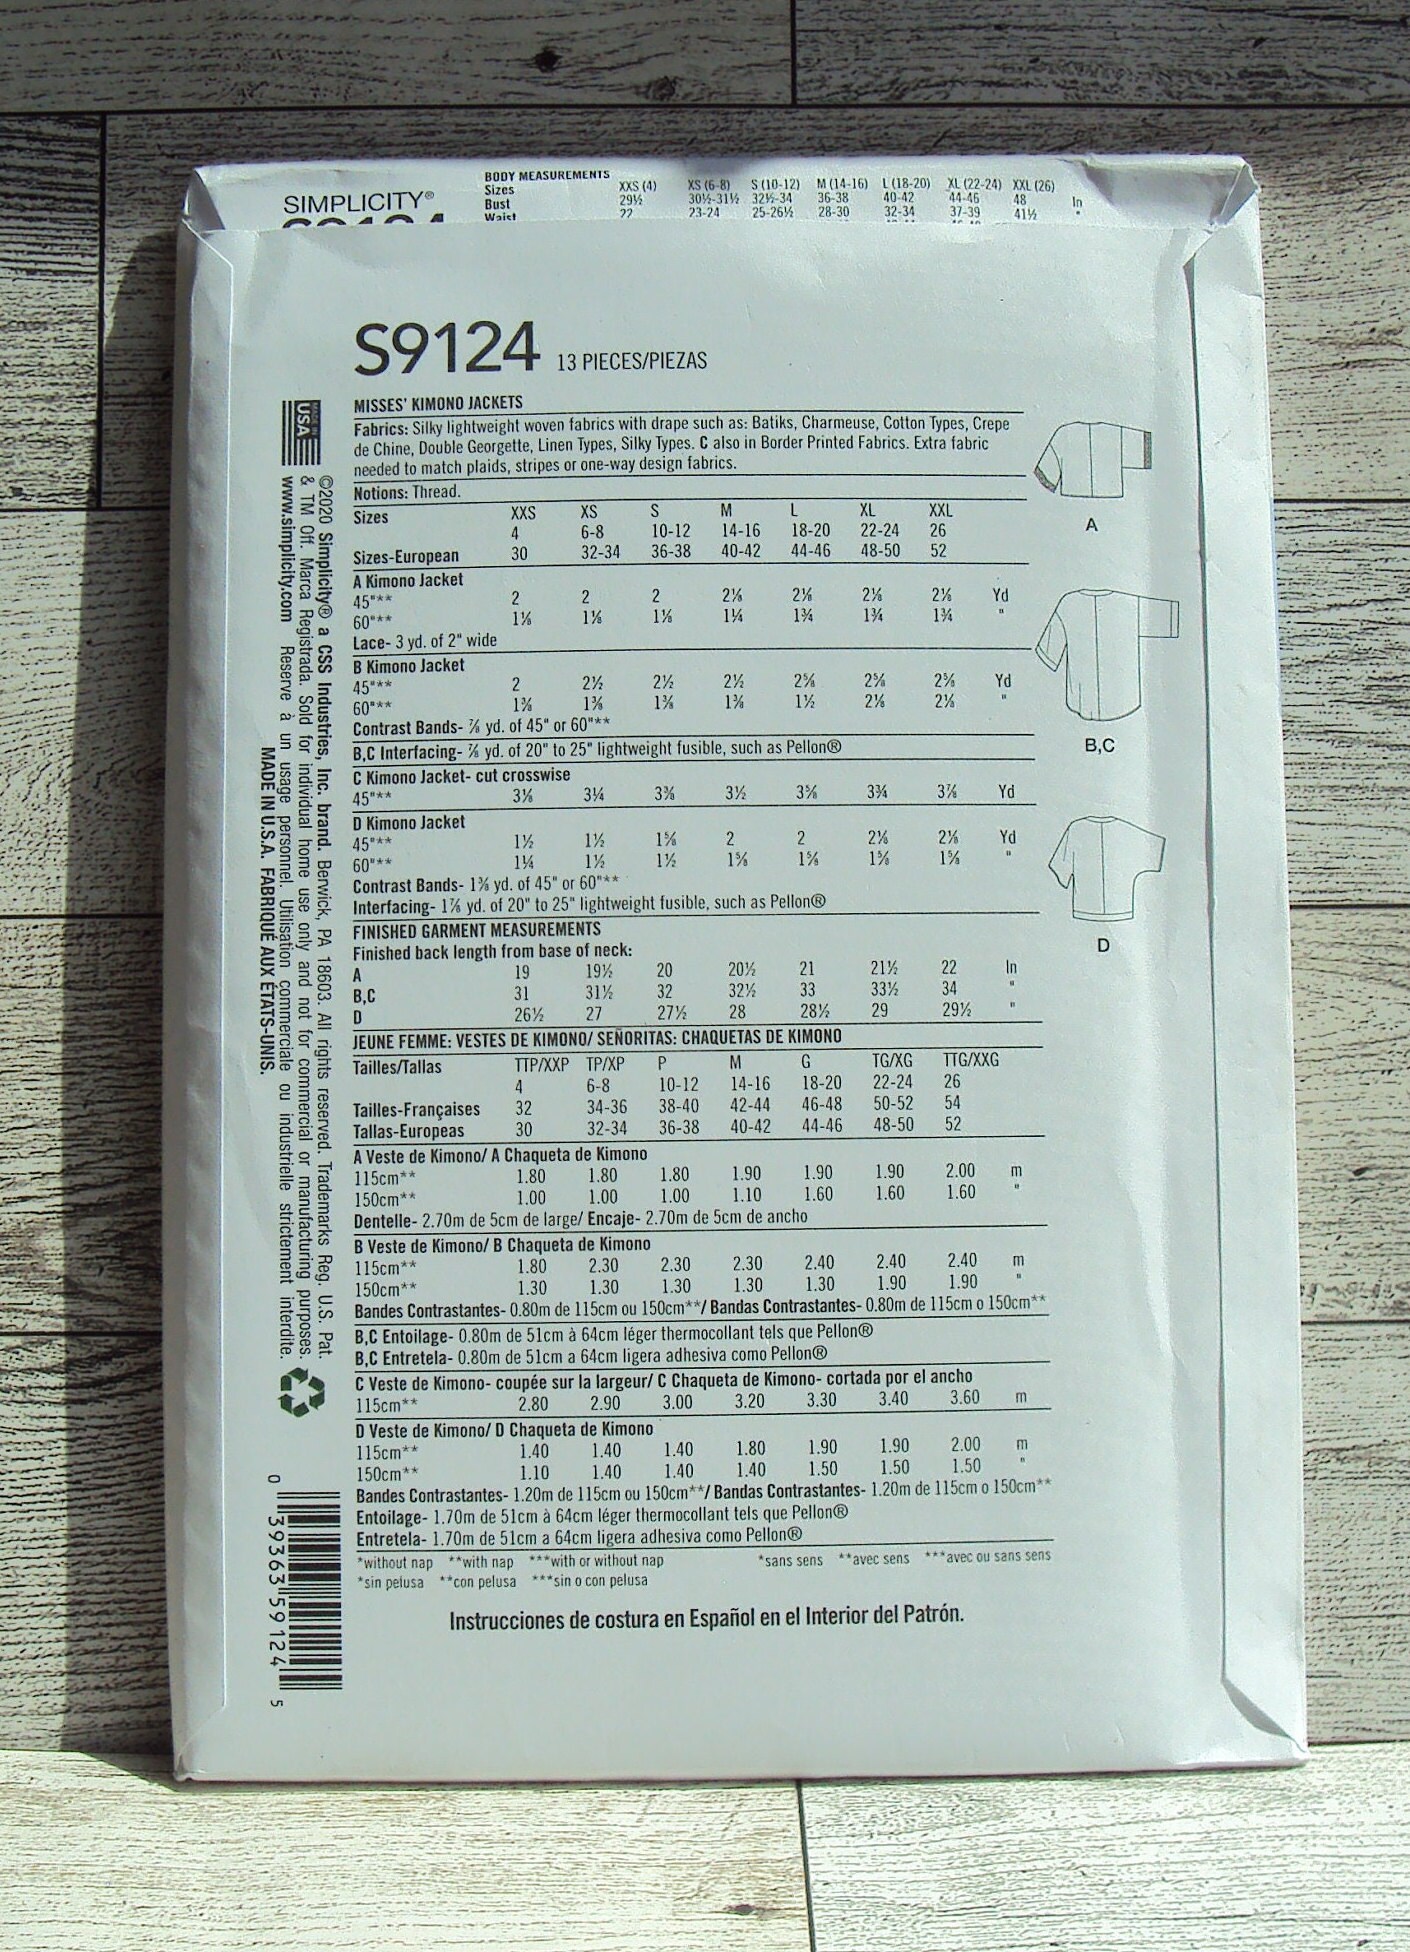 SIMPLICITY®
BODY MEASUREMENTS
Sizes XXS (4) XS (6-8) S (10-12) M (14-16) L (18-20) XL (22-24) XXL (26)
Bust 29½ 30½-31½ 32½-34 36-38 40-42 44-46 48 In
Waist 22 23-24 25-26½ 28-30 32-34 37-39 41½ "
S9124 13 PIECES/PIEZAS
MISSES' KIMONO JACKETS
Fabrics: Silky lightweight woven fabrics with drape such as: Batiks, Charmeuse, Cotton Types, Crepe
de Chine, Double Georgette, Linen Types, Silky Types. C also in Border Printed Fabrics. Extra fabric
needed to match plaids, stripes or one-way design fabrics.
Notions: Thread.
Sizes XXS XS S M L XL XXL
4 6-8 10-12 14-16 18-20 22-24 26
Sizes-European 30 32-34 36-38 40-42 44-46 48-50 52
A Kimono Jacket
45"** 2 2 2 2⅛ 2⅛ 2⅛ 2⅛ Yd
60"** 1⅛ 1⅛ 1⅛ 1¼ 1¾ 1¾ 1¾ "
Lace- 3 yd. of 2" wide
B Kimono Jacket
45"** 2 2½ 2½ 2½ 2⅝ 2⅝ 2⅝ Yd
60"** 1⅜ 1⅜ 1⅜ 1⅜ 1½ 2⅛ 2⅛ "
Contrast Bands- ⅞ yd. of 45" or 60"**
B,C Interfacing- ⅞ yd. of 20" to 25" lightweight fusible, such as Pellon®
C Kimono Jacket- cut crosswise
45"** 3⅛ 3¼ 3⅜ 3½ 3⅝ 3¾ 3⅞ Yd
D Kimono Jacket
45"** 1½ 1½ 1⅝ 2 2 2⅛ 2⅛ Yd
60"** 1¼ 1½ 1½ 1⅝ 1⅝ 1⅝ 1⅝ "
Contrast Bands- 1⅜ yd. of 45" or 60"**
Interfacing- 1⅞ yd. of 20" to 25" lightweight fusible, such as Pellon®
FINISHED GARMENT MEASUREMENTS
Finished back length from base of neck:
A 19 19½ 20 20½ 21 21½ 22 In
B,C 31 31½ 32 32½ 33 33½ 34 "
D 26½ 27 27½ 28 28½ 29 29½ "
JEUNE FEMME: VESTES DE KIMONO/ SEÑORITAS: CHAQUETAS DE KIMONO
Tailles/Tallas TTP/XXP TP/XP P M G TG/XG TTG/XXG
4 6-8 10-12 14-16 18-20 22-24 26
Tailles-Françaises 32 34-36 38-40 42-44 46-48 50-52 54
Tallas-Europeas 30 32-34 36-38 40-42 44-46 48-50 52
A Veste de Kimono/ A Chaqueta de Kimono
115cm** 1.80 1.80 1.80 1.90 1.90 1.90 2.00 m
150cm** 1.00 1.00 1.00 1.10 1.60 1.60 1.60 "
Dentelle- 2.70m de 5cm de large/ Encaje- 2.70m de 5cm de ancho
B Veste de Kimono/ B Chaqueta de Kimono
115cm** 1.80 2.30 2.30 2.30 2.40 2.40 2.40 m
150cm** 1.30 1.30 1.30 1.30 1.30 1.90 1.90 "
Bandes Contrastantes- 0.80m de 115cm ou 150cm**/ Bandas Contrastantes- 0.80m de 115cm o 150cm**
B,C Entoilage- 0.80m de 51cm à 64cm léger thermocollant tels que Pellon®
B,C Entretela- 0.80m de 51cm a 64cm ligera adhesiva como Pellon®
C Veste de Kimono- coupée sur la largeur/ C Chaqueta de Kimono- cortada por el ancho
115cm** 2.80 2.90 3.00 3.20 3.30 3.40 3.60 m
D Veste de Kimono/ D Chaqueta de Kimono
115cm** 1.40 1.40 1.40 1.80 1.90 1.90 2.00 m
150cm** 1.10 1.40 1.40 1.40 1.50 1.50 1.50 "
Bandes Contrastantes- 1.20m de 115cm ou 150cm**/ Bandas Contrastantes- 1.20m de 115cm o 150cm**
Entoilage- 1.70m de 51cm à 64cm léger thermocollant tels que Pellon®
Entretela- 1.70m de 51cm a 64cm ligera adhesiva como Pellon®
*without nap **with nap ***with or without nap *sans sens **avec sens ***avec ou sans sens
*sin pelusa **con pelusa ***sin o con pelusa
Instrucciones de costura en Español en el Interior del Patrón.
A
B,C
D
MADE IN
USA
©2020 Simplicity® a CSS Industries, Inc. brand. Berwick, PA 18603. All rights reserved. Trademarks Reg. U.S. Pat.
& TM Off. Marca Registrada. Sold for individual home use only and not for commercial or manufacturing purposes.
www.simplicity.com Reserve à un usage personnel. Utilisation commerciale ou industrielle strictement interdite.
MADE IN U.S.A. FABRIQUÉ AUX ÉTATS-UNIS.
0 39363 59124 5